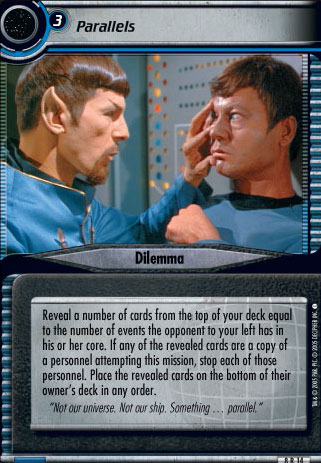 3
Parallels
Dilemma
Reveal a number of cards from the top of your deck equal
to the number of events the opponent to your left has in
his or her core. If any of the revealed cards are a copy of
a personnel attempting this mission, stop each of those
personnel. Place the revealed cards on the bottom of their
owner's deck in any order.
"Not our universe. Not our ship. Something … parallel."
8 R 14